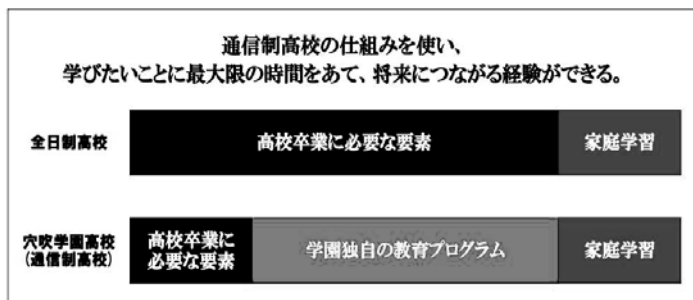 通信制高校の仕組みを使い、
学びたいことに最大限の時間をあて、将来につながる経験ができる。
全日制高校
高校卒業に必要な要素
家庭学習
穴吹学園高校
(通信制高校)
高校卒業に
必要な要素
学園独自の教育プログラム
家庭学習